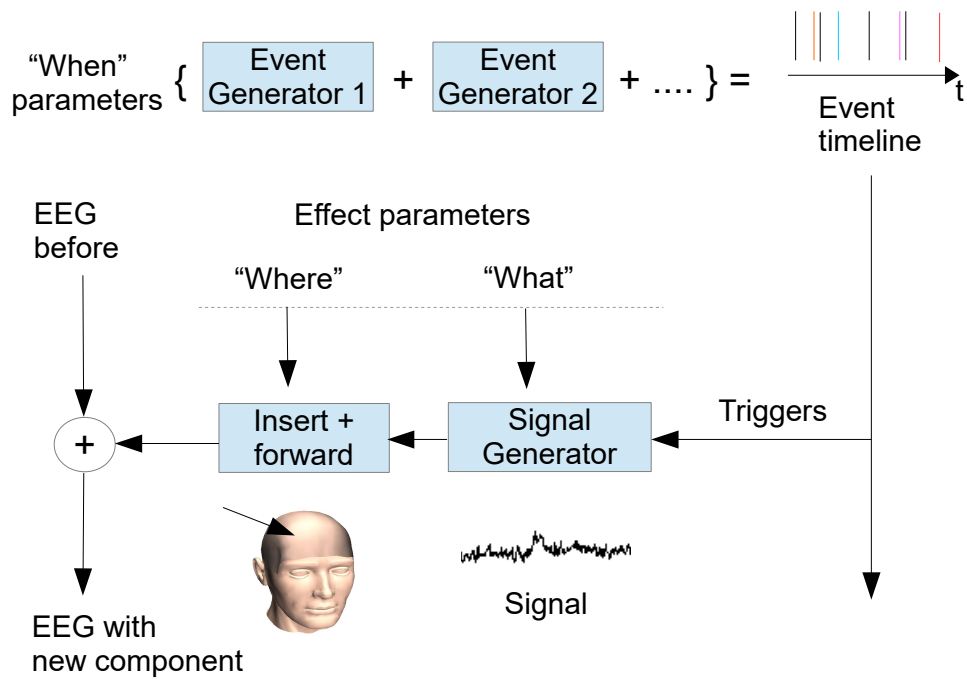 “When”
parameters
{ Event
Generator 1 + Event
Generator 2 + .... } =
t
Event
timeline
EEG
before
Effect parameters
“Where”
“What”
Triggers
+
Insert +
forward
Signal
Generator
Signal
EEG with
new component